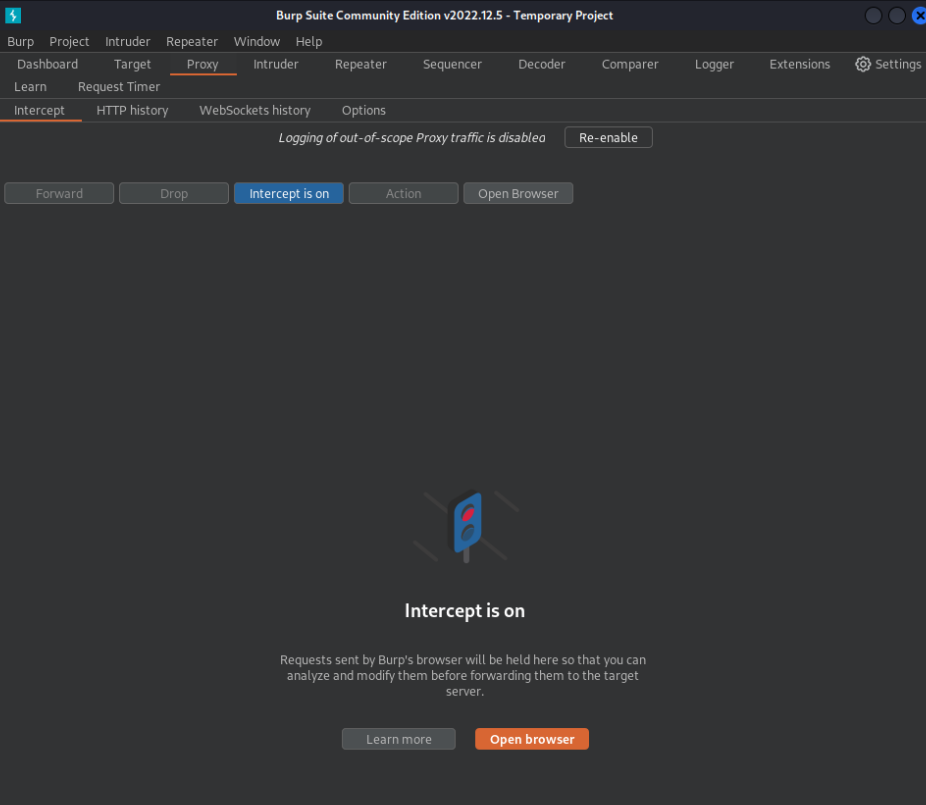 Burp Suite Community Edition v2022.12.5 - Temporary Project
Burp Project Intruder Repeater Window Help
Dashboard Target Proxy Intruder Repeater Sequencer Decoder Comparer Logger Extensions Settings
Learn Request Timer
Intercept HTTP history WebSockets history Options
Logging of out-of-scope Proxy traffic is disabled Re-enable
Forward Drop Intercept is on Action Open Browser
Intercept is on
Requests sent by Burp's browser will be held here so that you can
analyze and modify them before forwarding them to the target
server.
Learn more Open browser